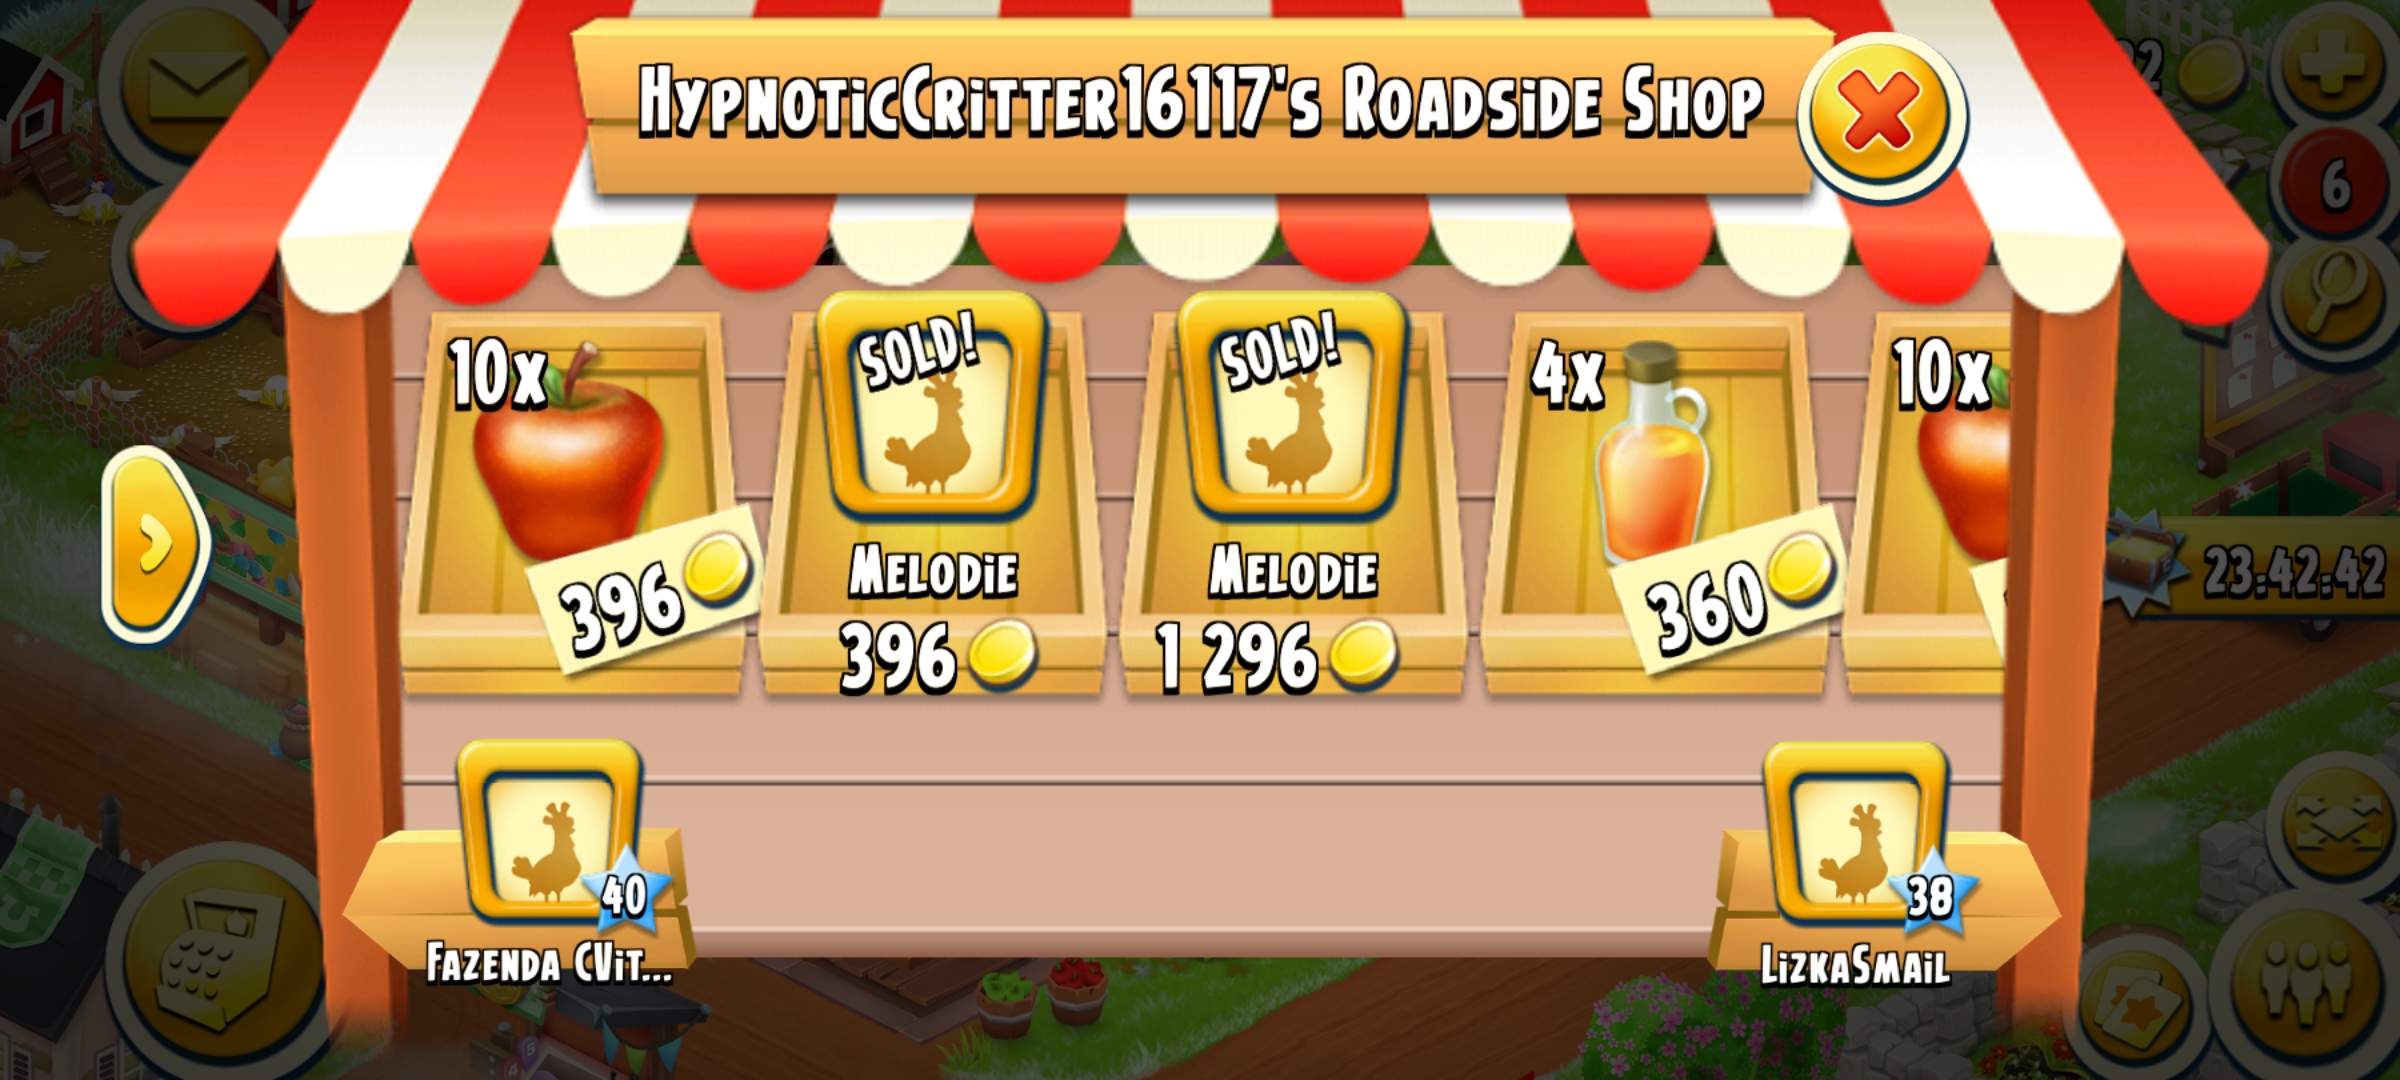 HypnoticCritter16117's Roadside Shop
6
10x
396
SOLD!
Melodie
396
SOLD!
Melodie
1 296
4x
360
10x
23:42:42
40
Fazenda CVit...
38
LizkaSmail